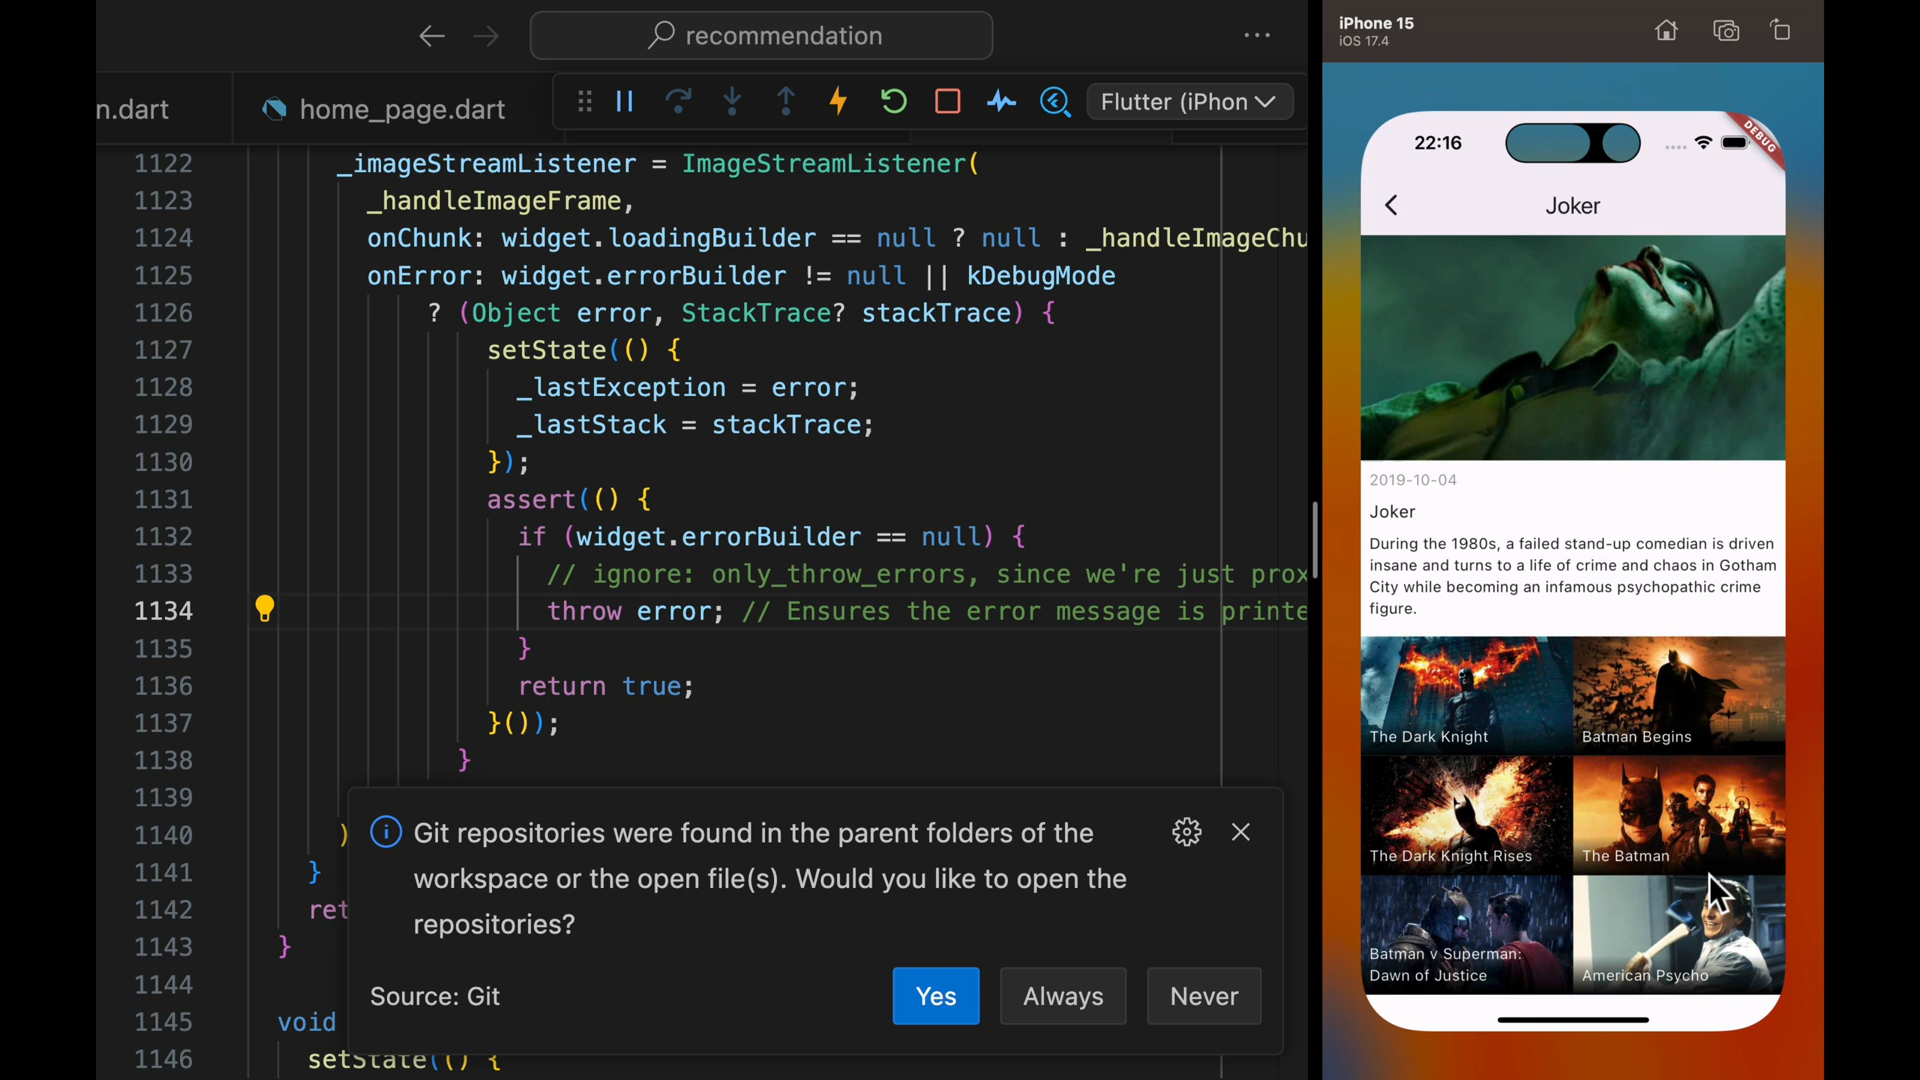 recommendation
n.dart
home_page.dart
Flutter (iPhon
1122 _imageStreamListener = ImageStreamListener(
1123 _handleImageFrame,
1124 onChunk: widget.loadingBuilder == null ? null : _handleImageChu
1125 onError: widget.errorBuilder != null || kDebugMode
1126 ? (Object error, StackTrace? stackTrace) {
1127 setState(() {
1128 _lastException = error;
1129 _lastStack = stackTrace;
1130 });
1131 assert(() {
1132 if (widget.errorBuilder == null) {
1133 // ignore: only_throw_errors, since we're just prox
1134 throw error; // Ensures the error message is printe
1135 }
1136 return true;
1137 }());
1138 }
1139
1140 )
1141 }
1142 ret
1143 }
1144
1145 void
1146 setState(() {
Git repositories were found in the parent folders of the
workspace or the open file(s). Would you like to open the
repositories?
Source: Git
Yes
Always
Never
iPhone 15
iOS 17.4
22:16
DEBUG
Joker
2019-10-04
Joker
During the 1980s, a failed stand-up comedian is driven
insane and turns to a life of crime and chaos in Gotham
City while becoming an infamous psychopathic crime
figure.
The Dark Knight
Batman Begins
The Dark Knight Rises
The Batman
Batman v Superman:
Dawn of Justice
American Psycho